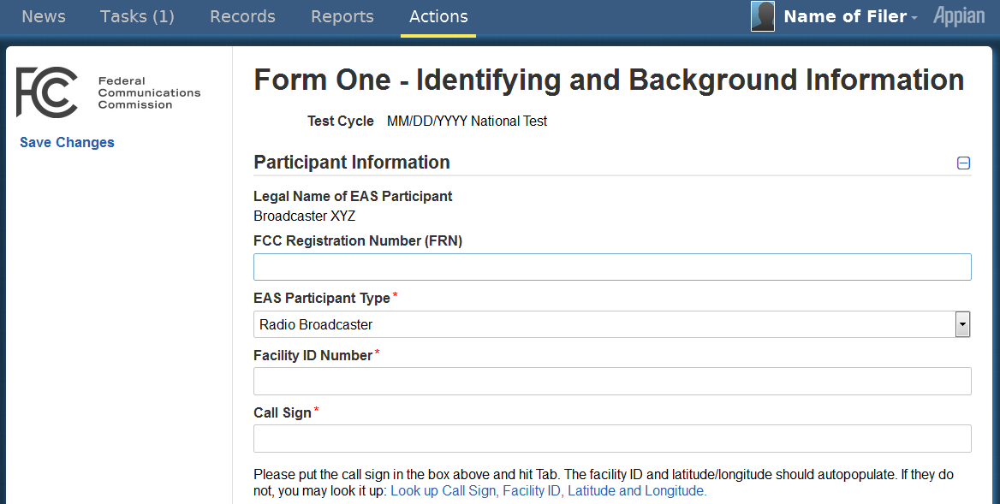 News Tasks (1) Records Reports Actions Name of Filer Appian
FCC Federal
Communications
Commission
Save Changes
Form One - Identifying and Background Information
Test Cycle MM/DD/YYYY National Test
Participant Information
Legal Name of EAS Participant
Broadcaster XYZ
FCC Registration Number (FRN)
EAS Participant Type*
Radio Broadcaster
Facility ID Number*
Call Sign*
Please put the call sign in the box above and hit Tab. The facility ID and latitude/longitude should autopopulate. If they do
not, you may look it up: Look up Call Sign, Facility ID, Latitude and Longitude.